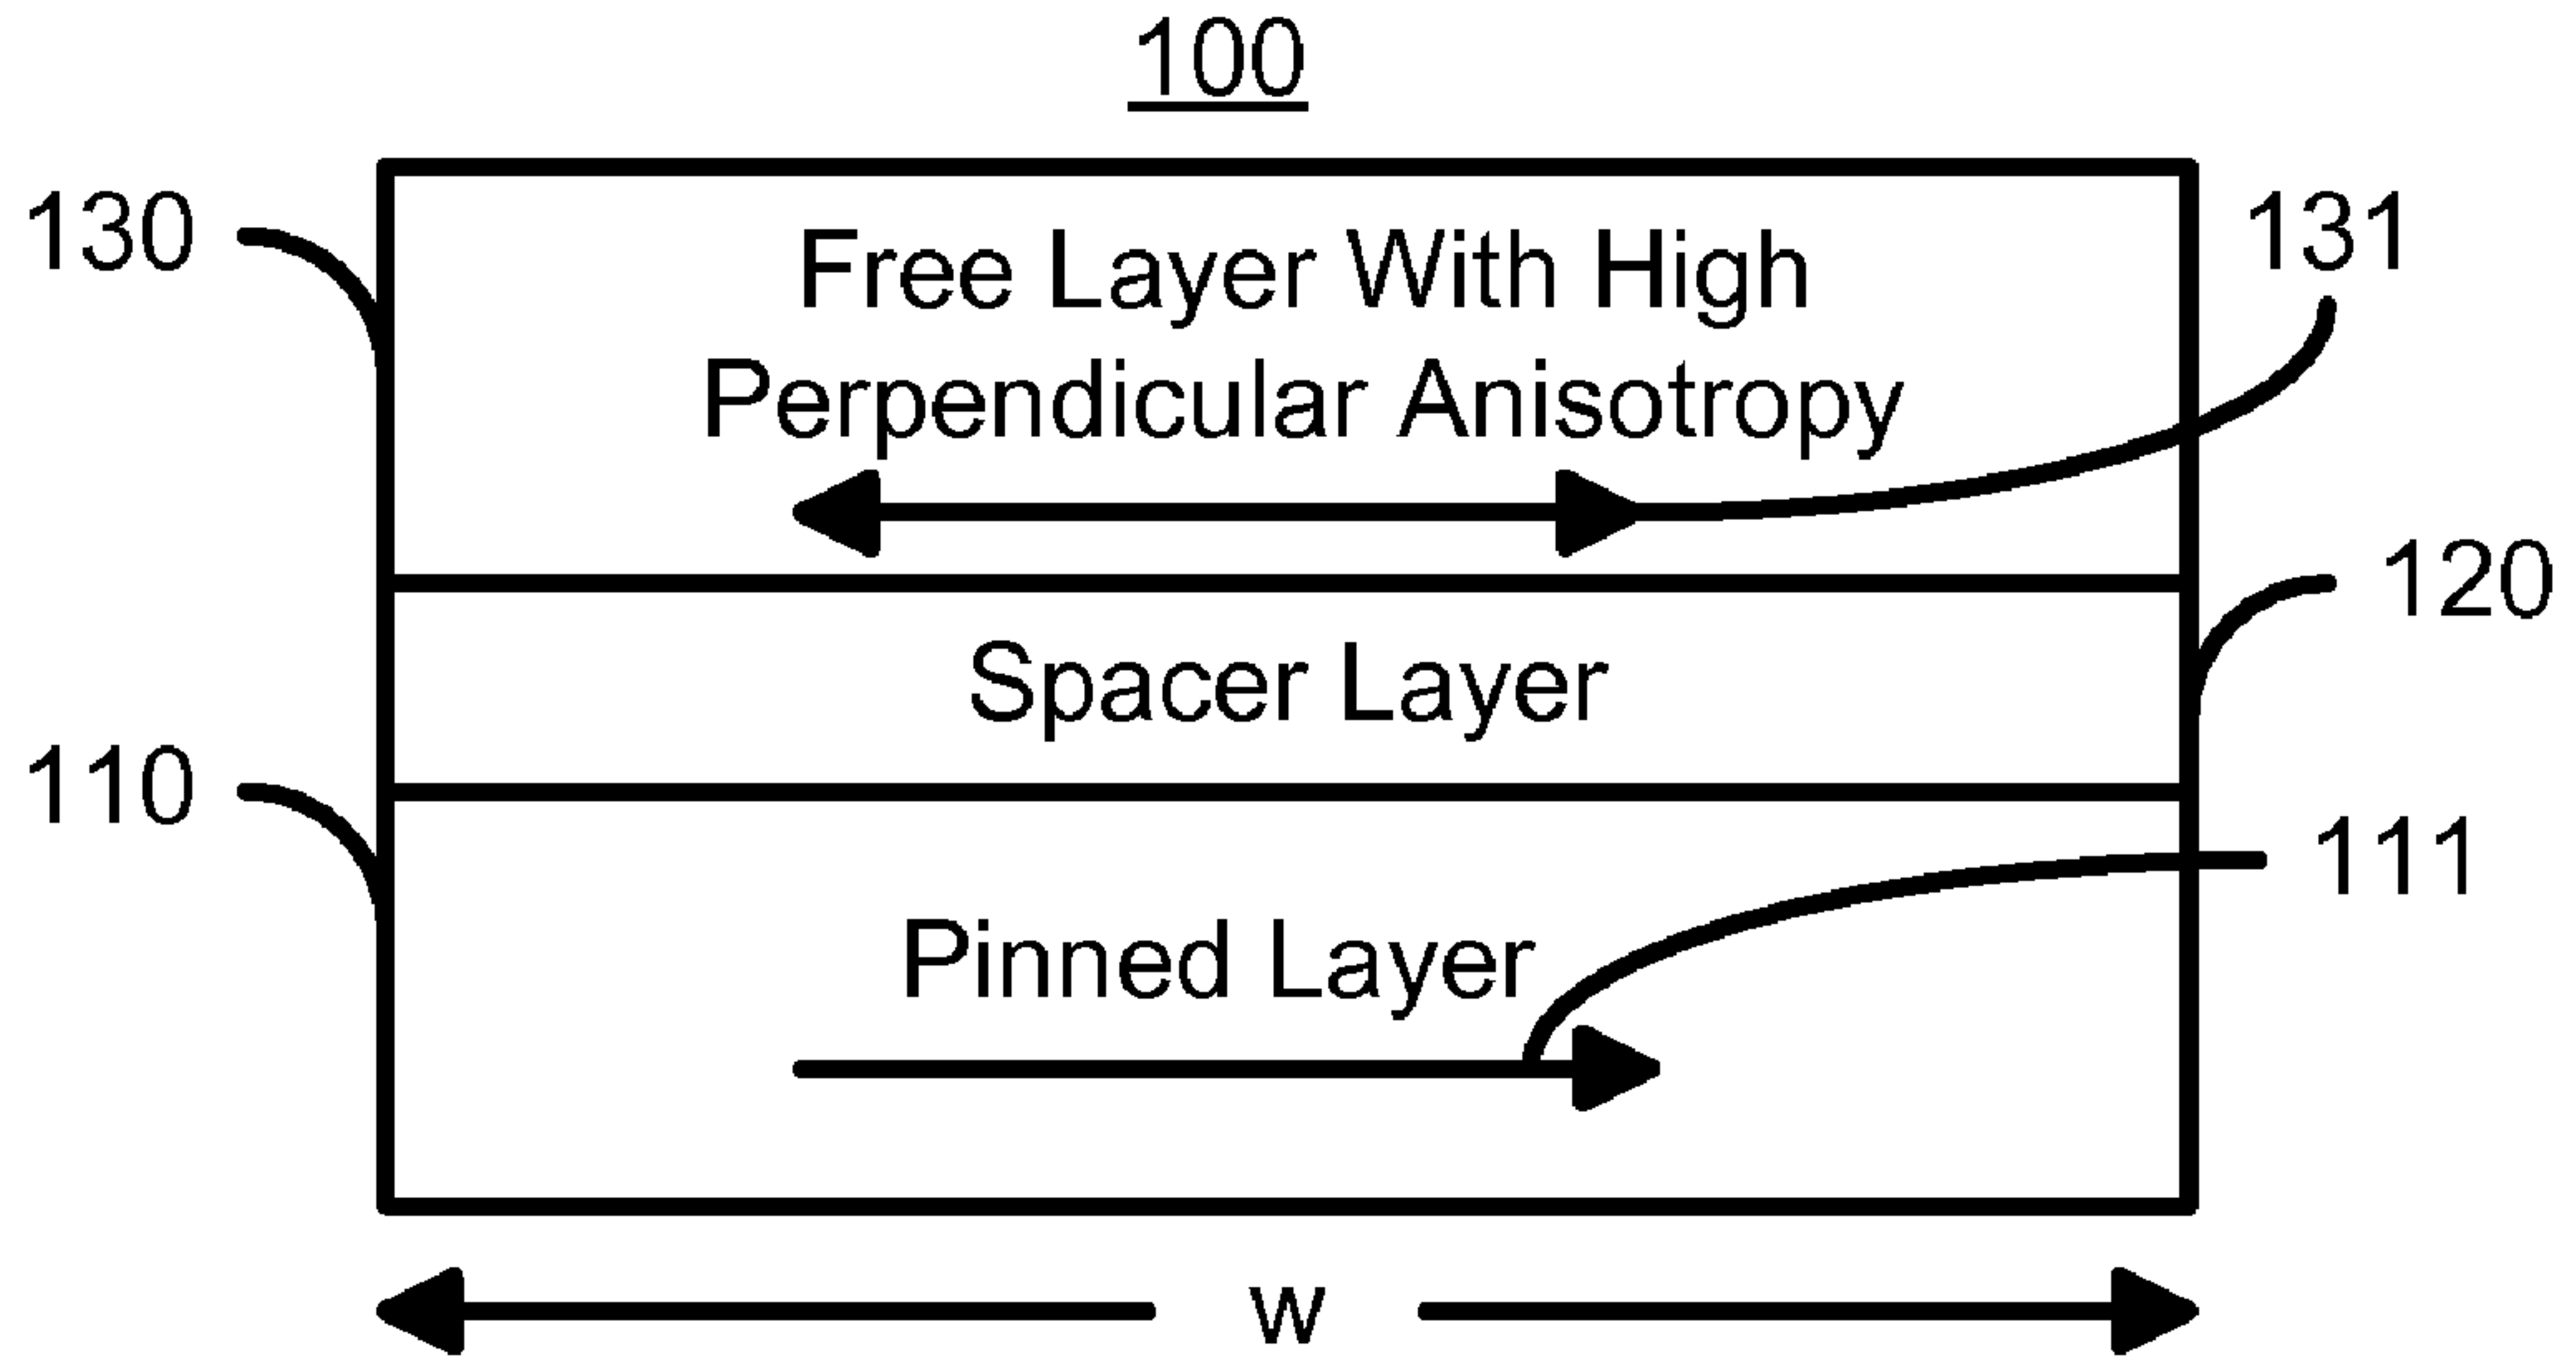 100
130
Free Layer With High
131
Perpendicular Anisotropy
120
Spacer Layer
110
111
Pinned Layer
w